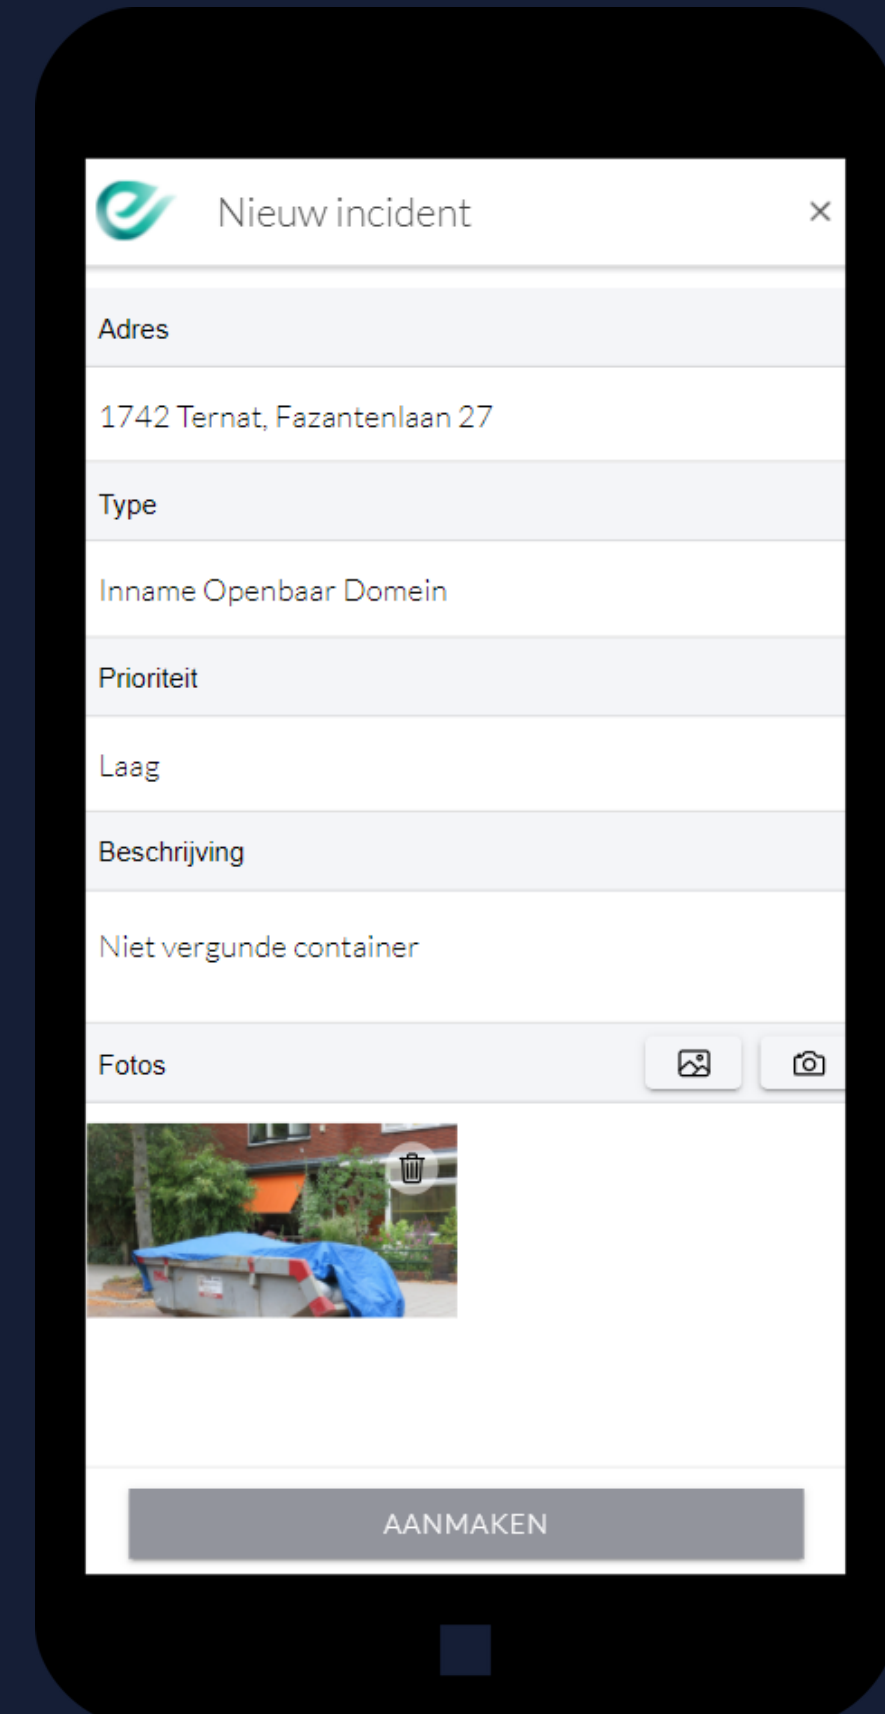 Nieuw incident
Adres
1742 Ternat, Fazantenlaan 27
Type
Inname Openbaar Domein
Prioriteit
Laag
Beschrijving
Niet vergunde container
Fotos
AANMAKEN